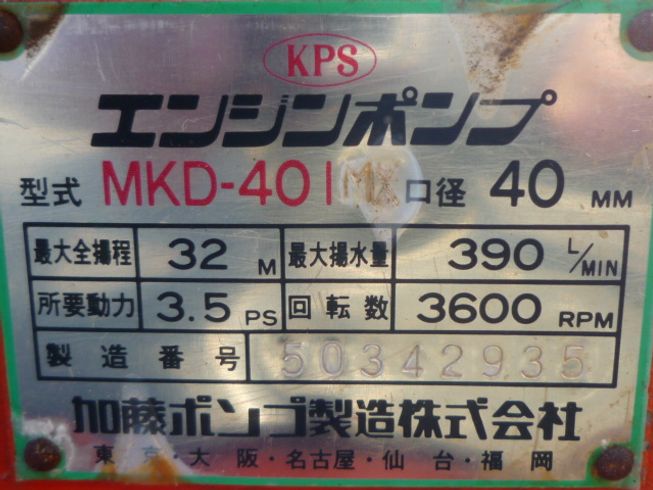 KPS
エンジンポンプ
型式 MKD-401MX 口径 40 MM
最大全揚程 32 M 最大揚水量 390 L/MIN
所要動力 3.5 PS 回転数 3600 RPM
製造番号 50342935
加藤ポンプ製造株式会社
東京・大阪・名古屋・仙台・福岡